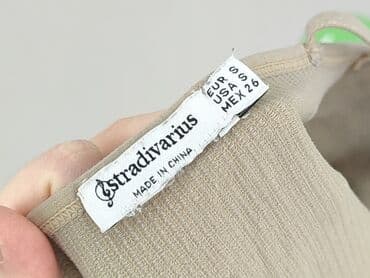 stradivarius
MADE IN CHINA
EUR S
USA S
MEX 26